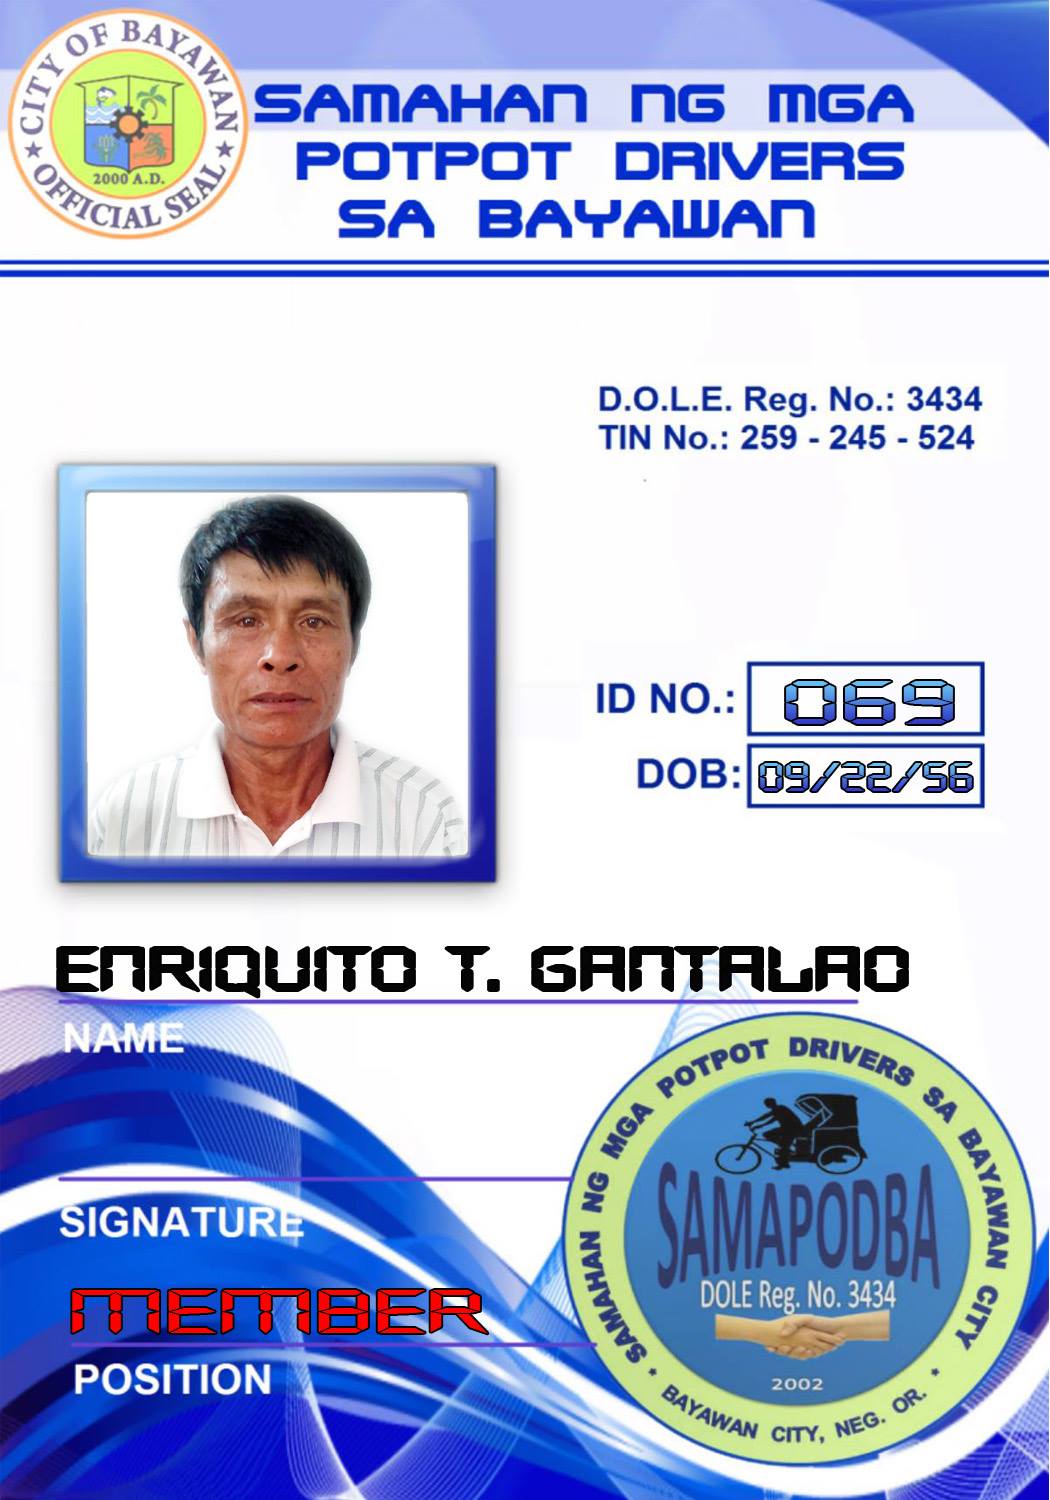 CITY OF BAYAWAN
2000 A.D.
★ OFFICIAL SEAL ★
SAMAHAN NG MGA
POTPOT DRIVERS
SA BAYAWAN
D.O.L.E. Reg. No.: 3434
TIN No.: 259 - 245 - 524
ID NO.: 069
DOB: 09/22/56
ENRIQUITO T. GANTALAO
NAME
SIGNATURE
MEMBER
POSITION
SAMAHAN NG MGA POTPOT DRIVERS SA BAYAWAN CITY
SAMAPODBA
DOLE Reg. No. 3434
2002
* BAYAWAN CITY, NEG. OR. *